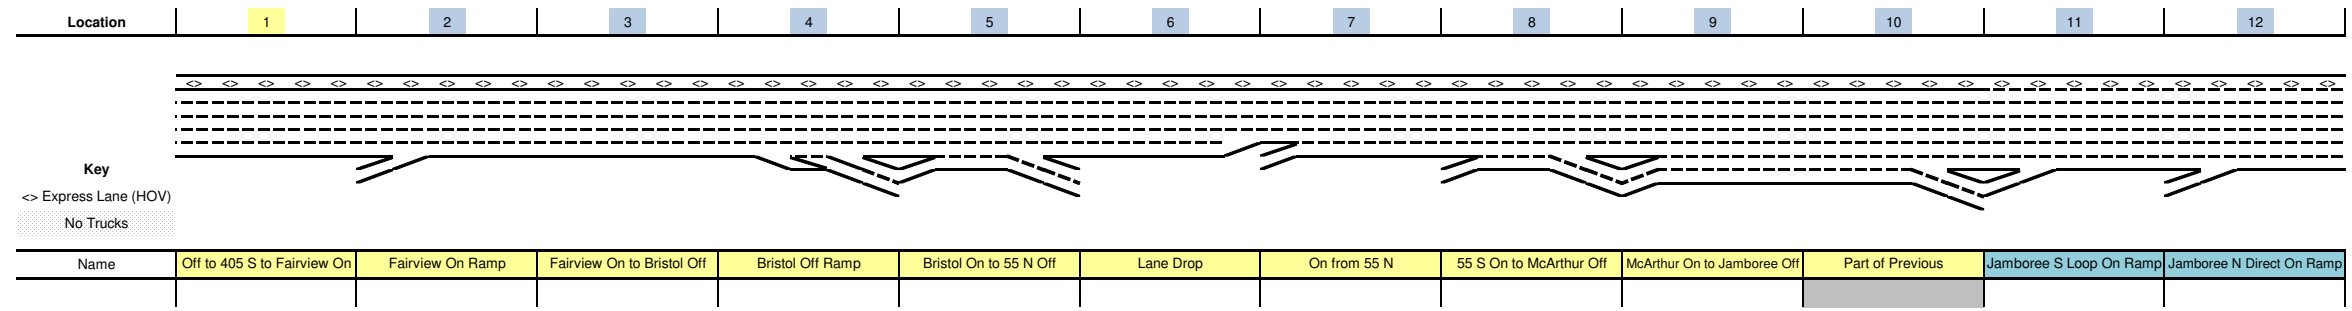 Location 1 2 3 4 5 6 7 8 9 10 11 12
<> <> <> <> <> <> <> <> <> <> <> <> <> <> <> <> <> <> <> <> <> <> <> <> <> <> <> <> <> <> <> <> <> <> <> <> <> <> <> <> <> <> <> <> <> <> <> <> <> <> <> <> <> <> <> <> <> <> <> <>
Key
<> Express Lane (HOV)
No Trucks
Name Off to 405 S to Fairview On Fairview On Ramp Fairview On to Bristol Off Bristol Off Ramp Bristol On to 55 N Off Lane Drop On from 55 N 55 S On to McArthur Off McArthur On to Jamboree Off Part of Previous Jamboree S Loop On Ramp Jamboree N Direct On Ramp